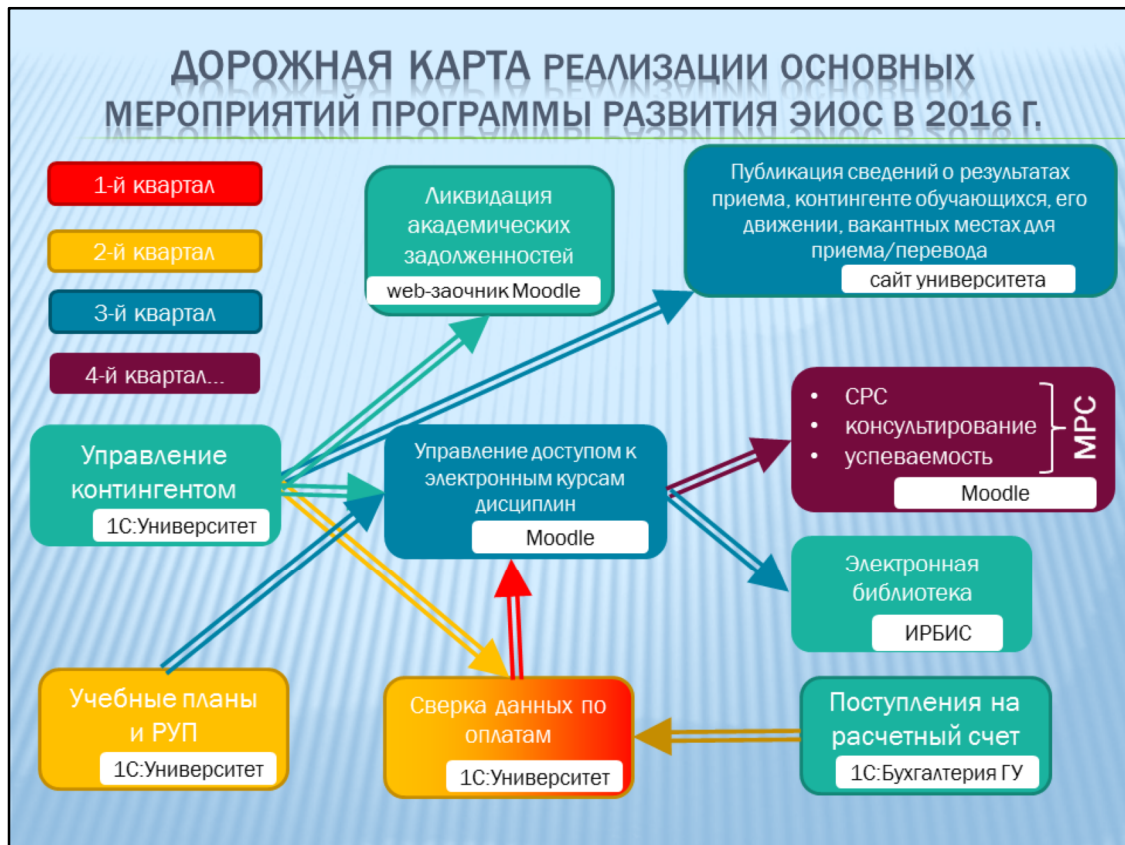 ДОРОЖНАЯ КАРТА РЕАЛИЗАЦИИ ОСНОВНЫХ
МЕРОПРИЯТИЙ ПРОГРАММЫ РАЗВИТИЯ ЭИОС В 2016 Г.
1-й квартал
2-й квартал
3-й квартал
4-й квартал...
Ликвидация
академических
задолженностей
web-заочник Moodle
Публикация сведений о результатах
приема, контингенте обучающихся, его
движении, вакантных местах для
приема/перевода
сайт университета
Управление
контингентом
1С:Университет
Управление доступом к
электронным курсам
дисциплин
Moodle
• СРС
• консультирование
• успеваемость
МРС
Moodle
Электронная
библиотека
ИРБИС
Учебные планы
и РУП
1С:Университет
Сверка данных по
оплатам
1С:Университет
Поступления на
расчетный счет
1С:Бухгалтерия ГУ